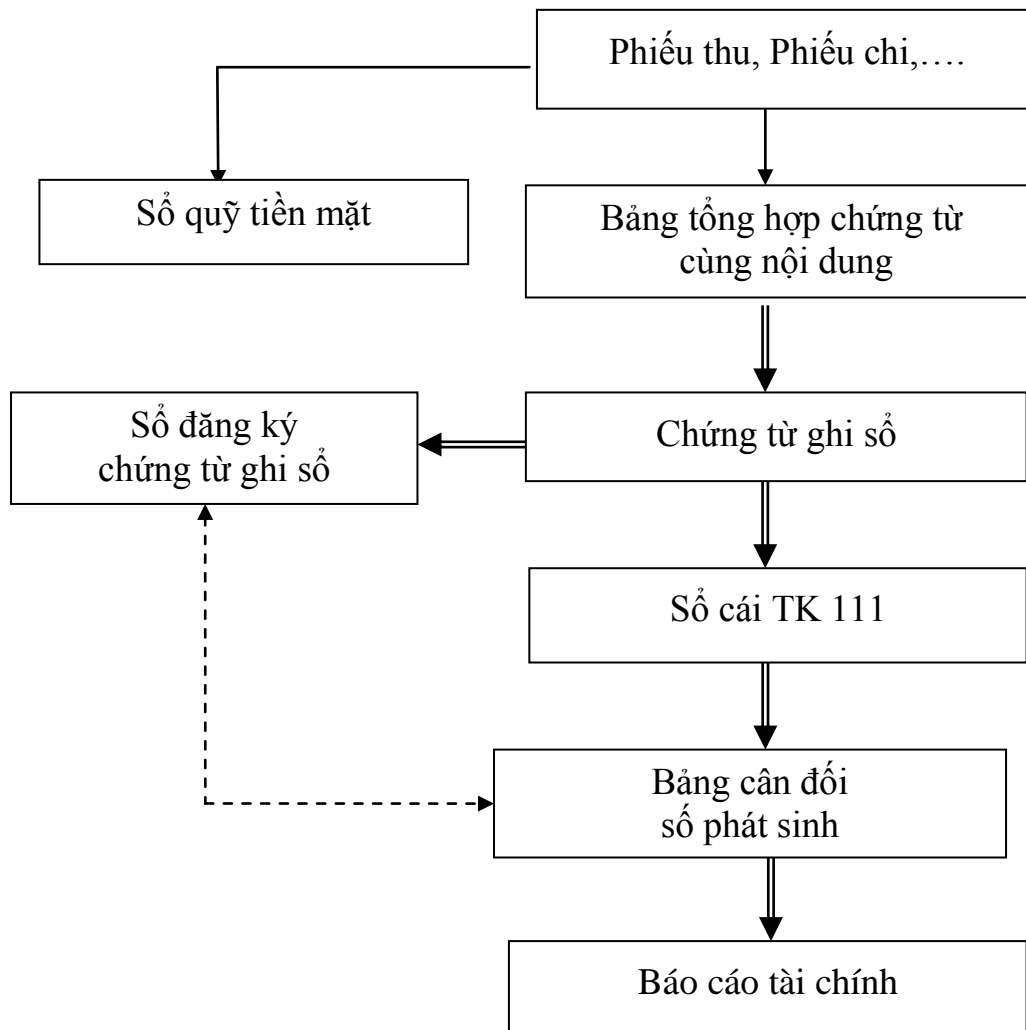 Phiếu thu, Phiếu chi,….
Sổ quỹ tiền mặt
Bảng tổng hợp chứng từ
cùng nội dung
Sổ đăng ký
chứng từ ghi sổ
Chứng từ ghi sổ
Sổ cái TK 111
Bảng cân đối
số phát sinh
Báo cáo tài chính